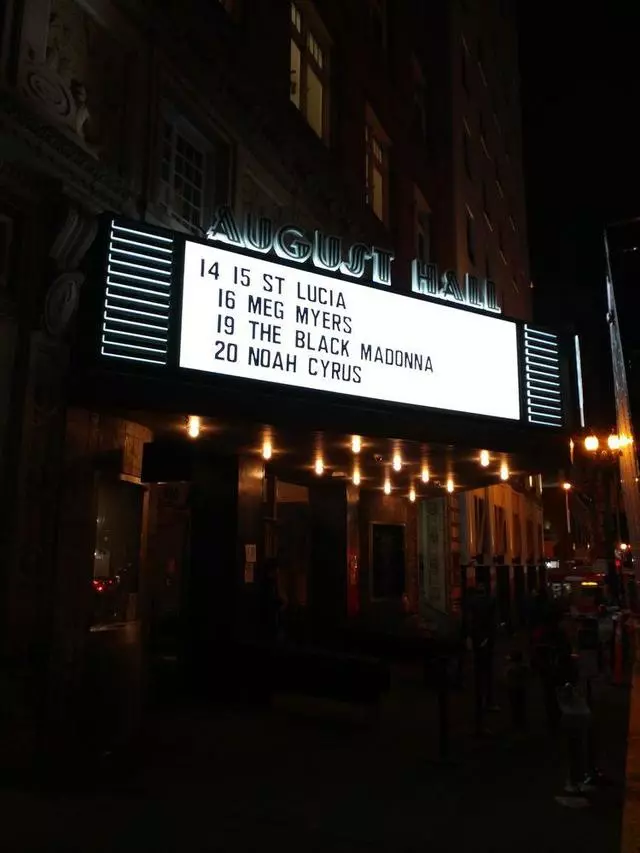 AUGUST HALL
14 15 ST LUCIA
16 MEG MYERS
19 THE BLACK MADONNA
20 NOAH CYRUS